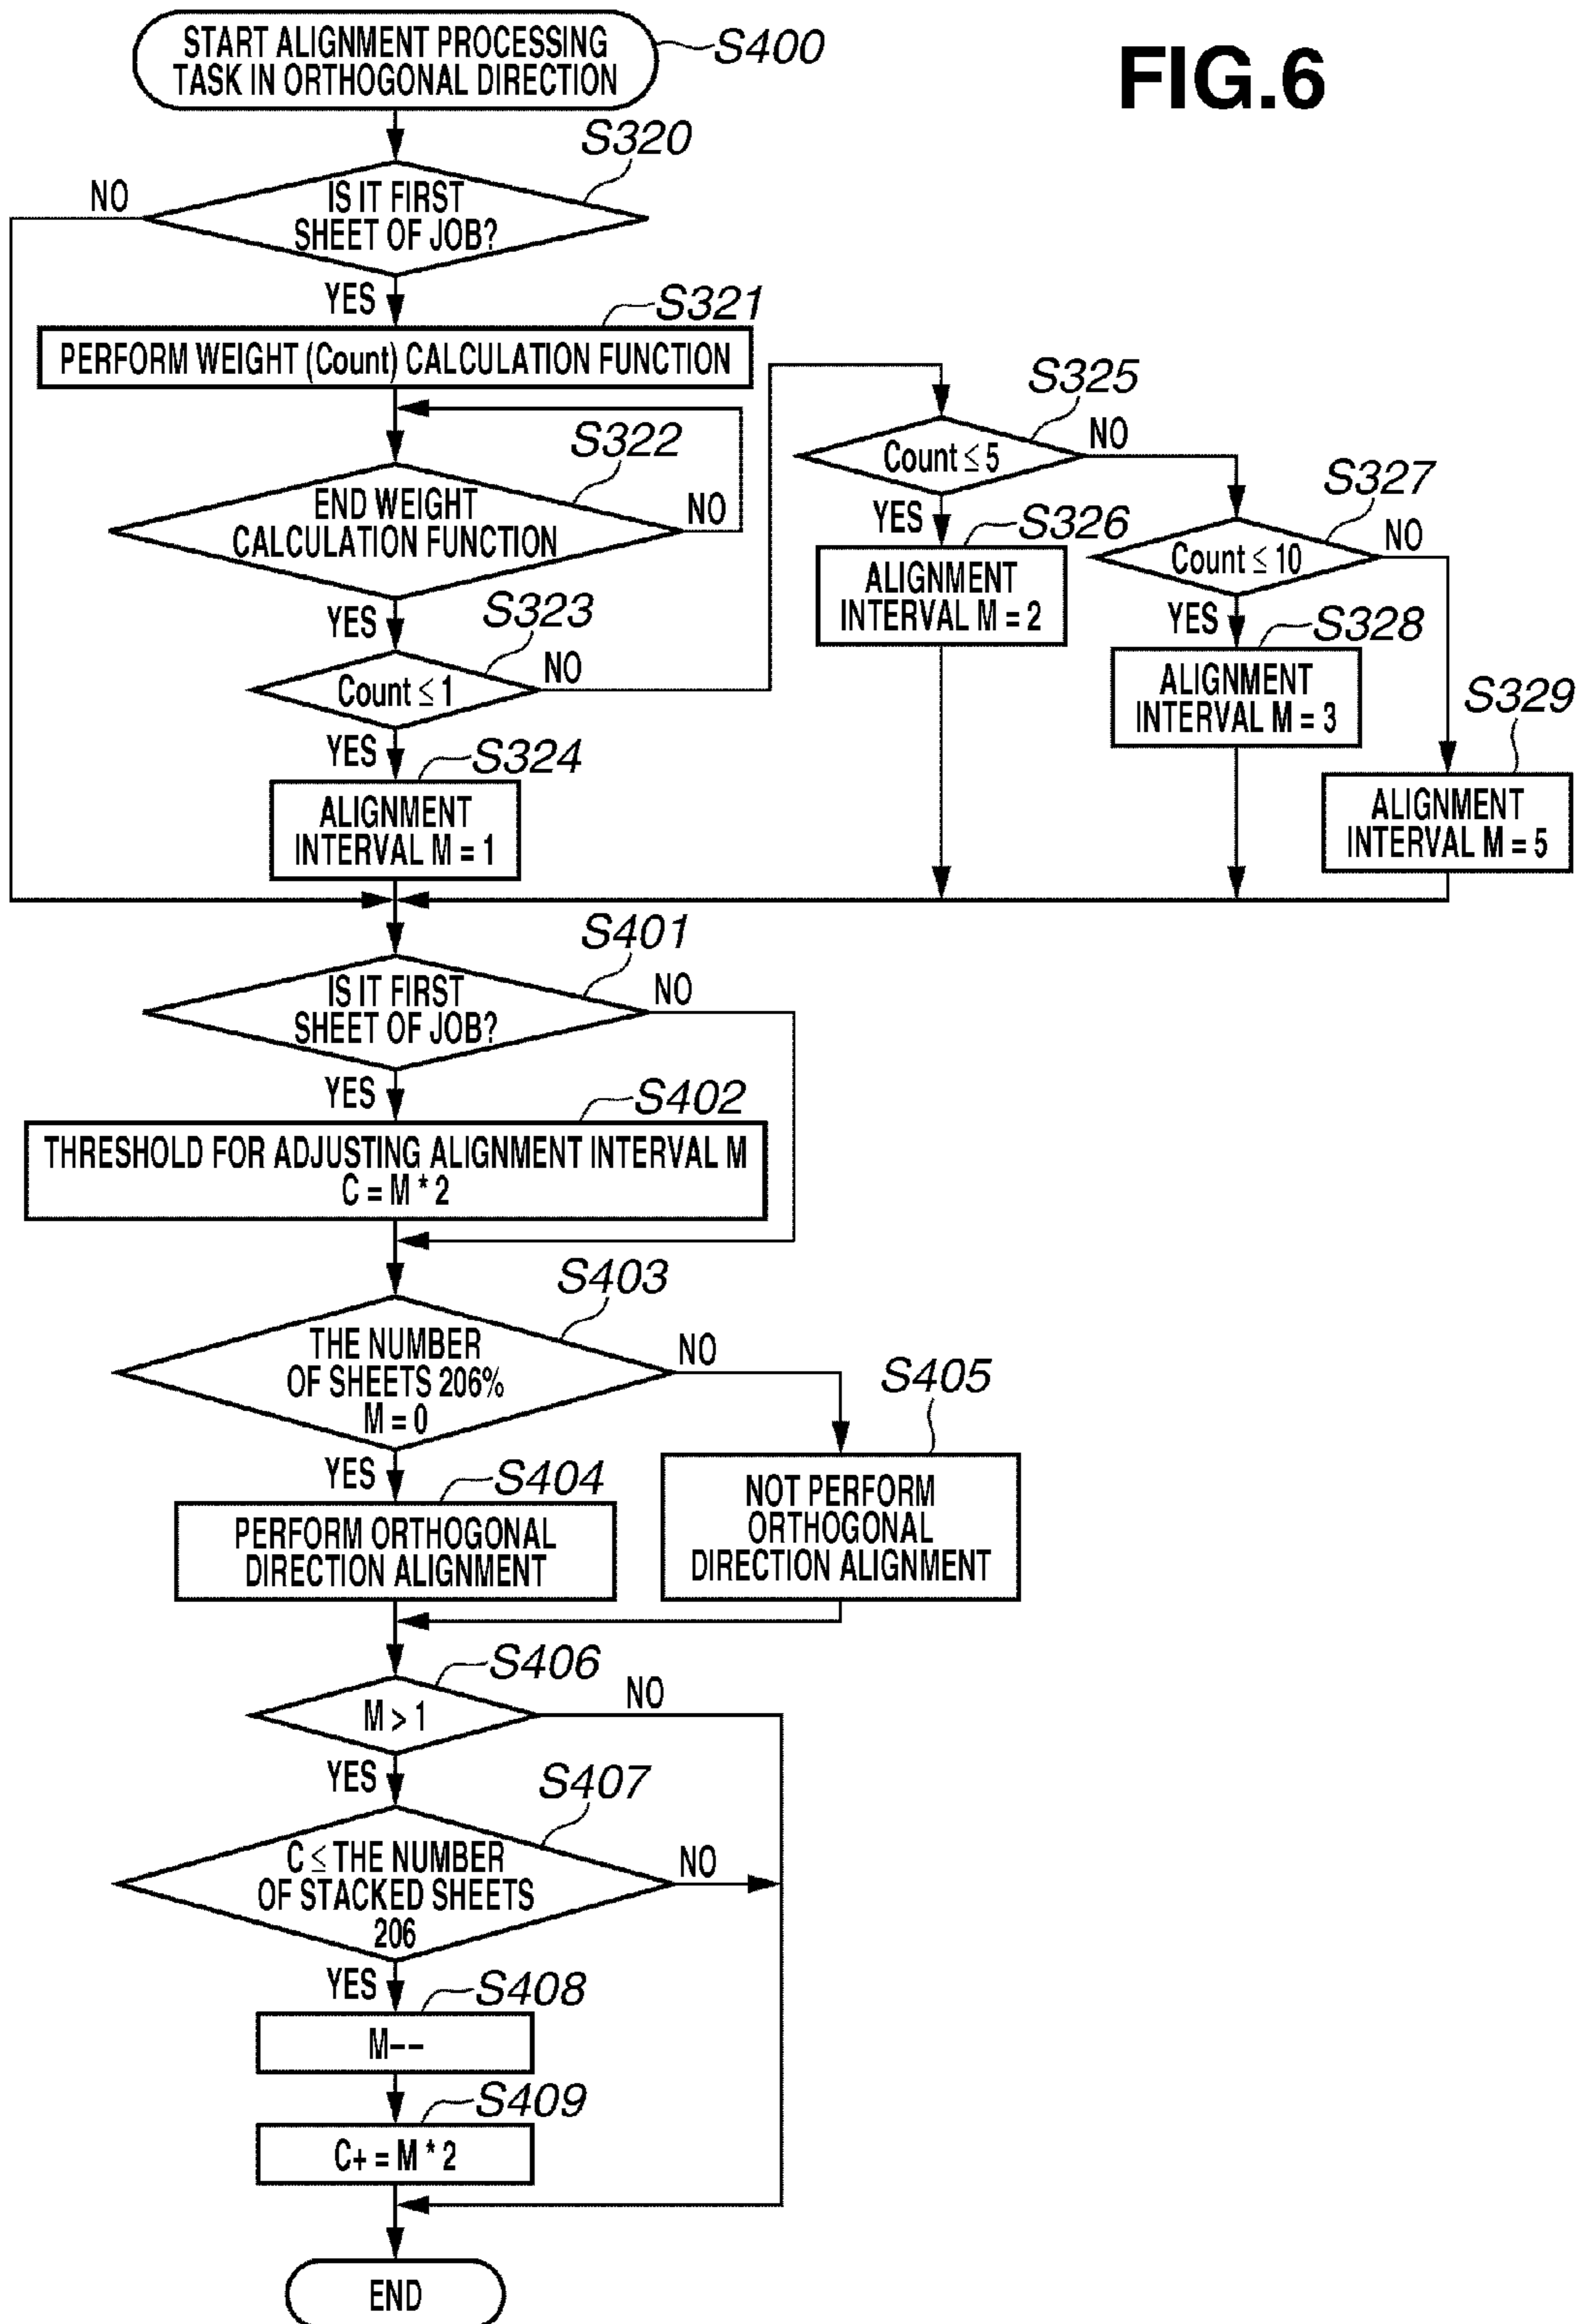 START ALIGNMENT PROCESSING
TASK IN ORTHOGONAL DIRECTION
S400
FIG.6
S320
NO
IS IT FIRST
SHEET OF JOB?
YES
S321
PERFORM WEIGHT (Count) CALCULATION FUNCTION
S322
END WEIGHT
CALCULATION FUNCTION
NO
YES
S323
Count ≤ 1
NO
YES
S324
ALIGNMENT
INTERVAL M = 1
S325
Count ≤ 5
NO
YES
S326
ALIGNMENT
INTERVAL M = 2
S327
Count ≤ 10
NO
YES
S328
ALIGNMENT
INTERVAL M = 3
S329
ALIGNMENT
INTERVAL M = 5
S401
IS IT FIRST
SHEET OF JOB?
NO
YES
S402
THRESHOLD FOR ADJUSTING ALIGNMENT INTERVAL M
C = M * 2
S403
THE NUMBER
OF SHEETS 206%
M = 0
NO
YES
S404
PERFORM ORTHOGONAL
DIRECTION ALIGNMENT
S405
NOT PERFORM
ORTHOGONAL
DIRECTION ALIGNMENT
S406
M > 1
NO
YES
S407
C ≤ THE NUMBER
OF STACKED SHEETS
206
NO
YES
S408
M--
S409
C+ = M * 2
END